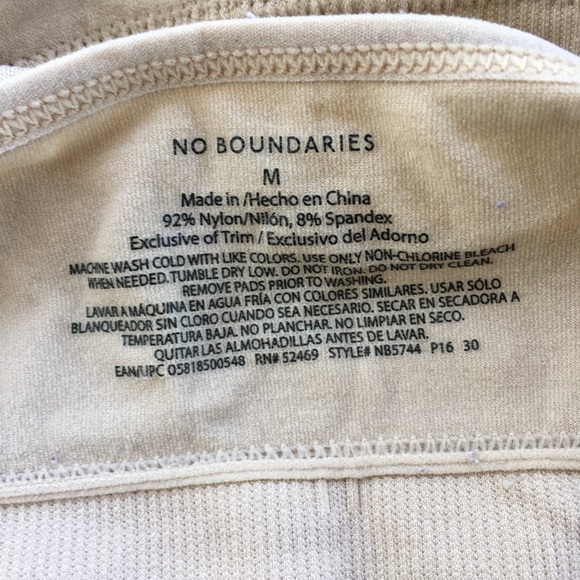 NO BOUNDARIES
M
Made in /Hecho en China
92% Nylon/Nilón, 8% Spandex
Exclusive of Trim / Exclusivo del Adorno
MACHINE WASH COLD WITH LIKE COLORS. USE ONLY NON-CHLORINE BLEACH
WHEN NEEDED. TUMBLE DRY LOW. DO NOT IRON. DO NOT DRY CLEAN.
REMOVE PADS PRIOR TO WASHING.
LAVAR A MÁQUINA EN AGUA FRÍA CON COLORES SIMILARES. USAR SÓLO
BLANQUEADOR SIN CLORO CUANDO SEA NECESARIO. SECAR EN SECADORA A
TEMPERATURA BAJA. NO PLANCHAR. NO LIMPIAR EN SECO.
QUITAR LAS ALMOHADILLAS ANTES DE LAVAR.
EAN/UPC 05818500548 RN# 52469 STYLE# NB5744 P16 30